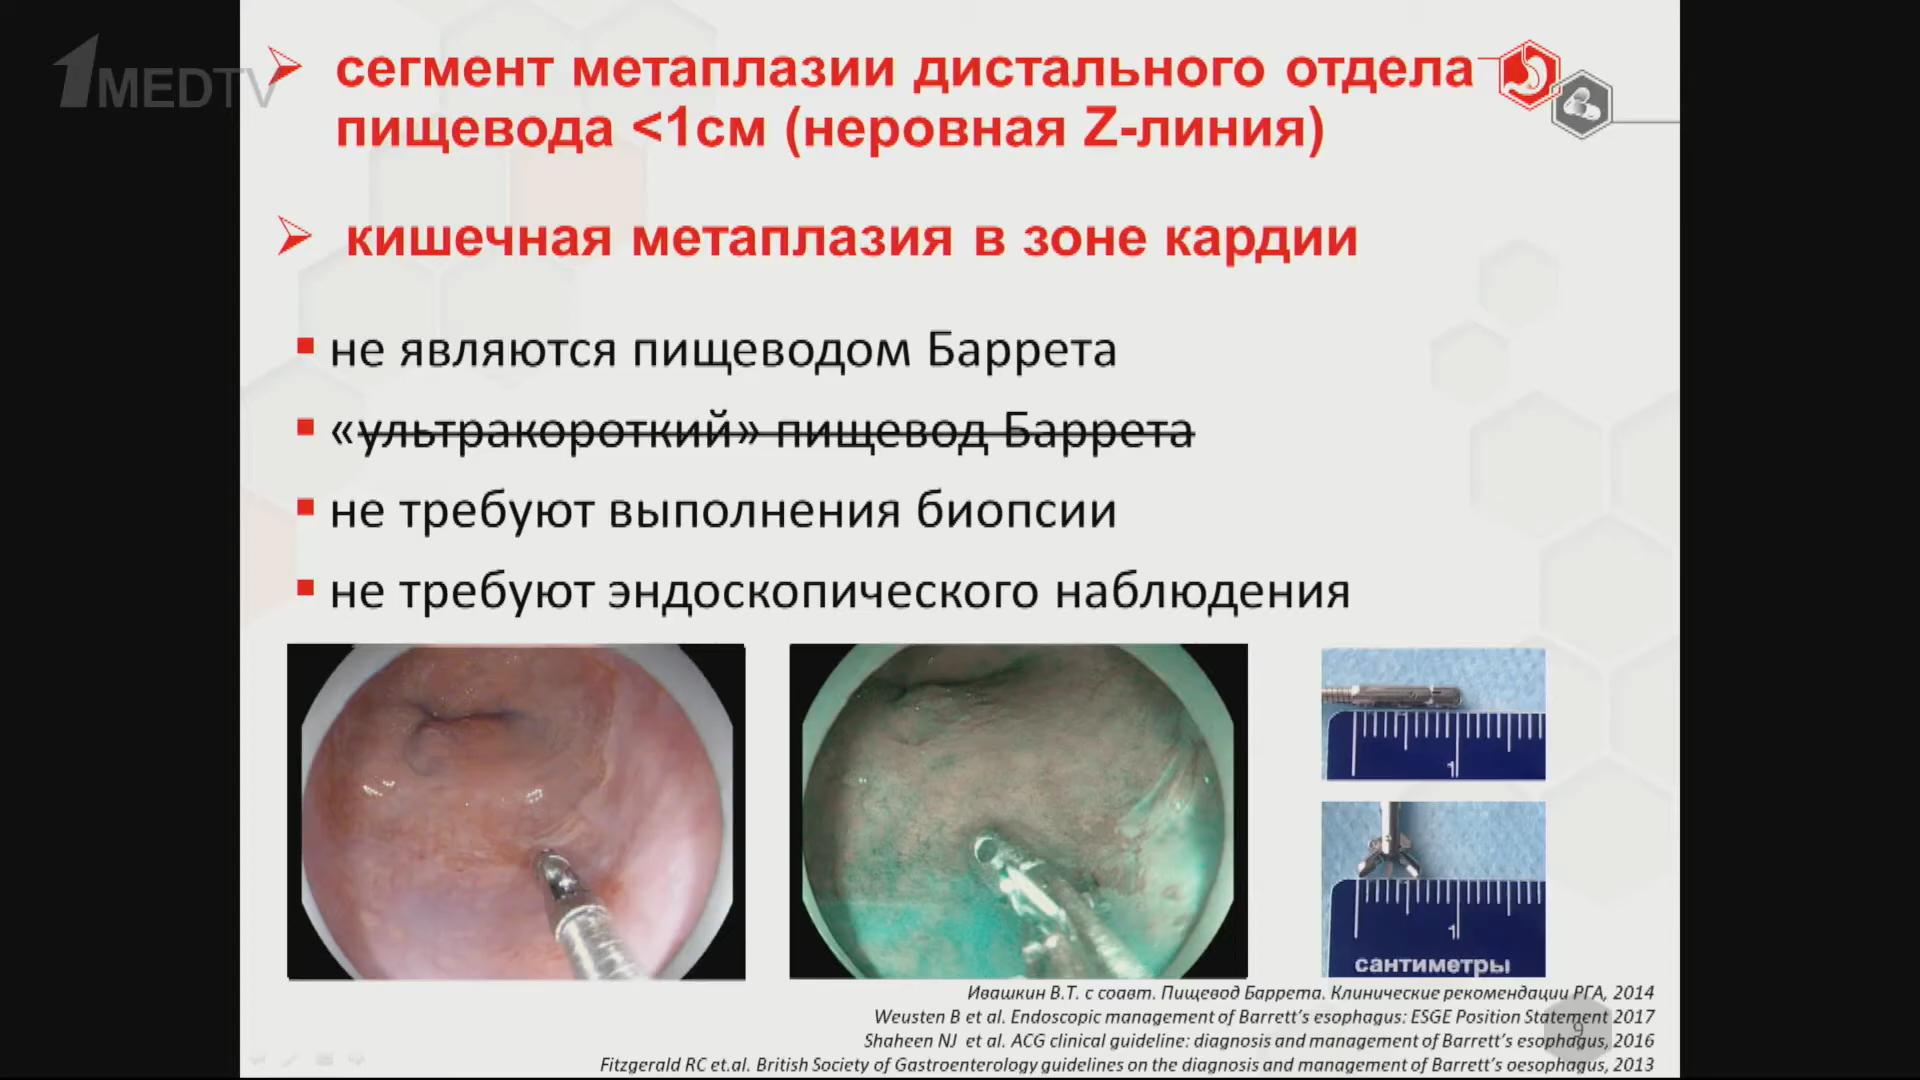 1MEDTV
сегмент метаплазии дистального отдела
пищевода <1см (неровная Z-линия)
кишечная метаплазия в зоне кардии
не являются пищеводом Баррета
«ультракороткий» пищевод Баррета
не требуют выполнения биопсии
не требуют эндоскопического наблюдения
1
1
сантиметры
Ивашкин В.Т. с соавт. Пищевод Баррета. Клинические рекомендации РГА, 2014
Weusten B et al. Endoscopic management of Barrett’s esophagus: ESGE Position Statement 2017
Shaheen NJ et al. ACG clinical guideline: diagnosis and management of Barrett’s esophagus, 2016
Fitzgerald RC et.al. British Society of Gastroenterology guidelines on the diagnosis and management of Barrett’s oesophagus, 2013
9